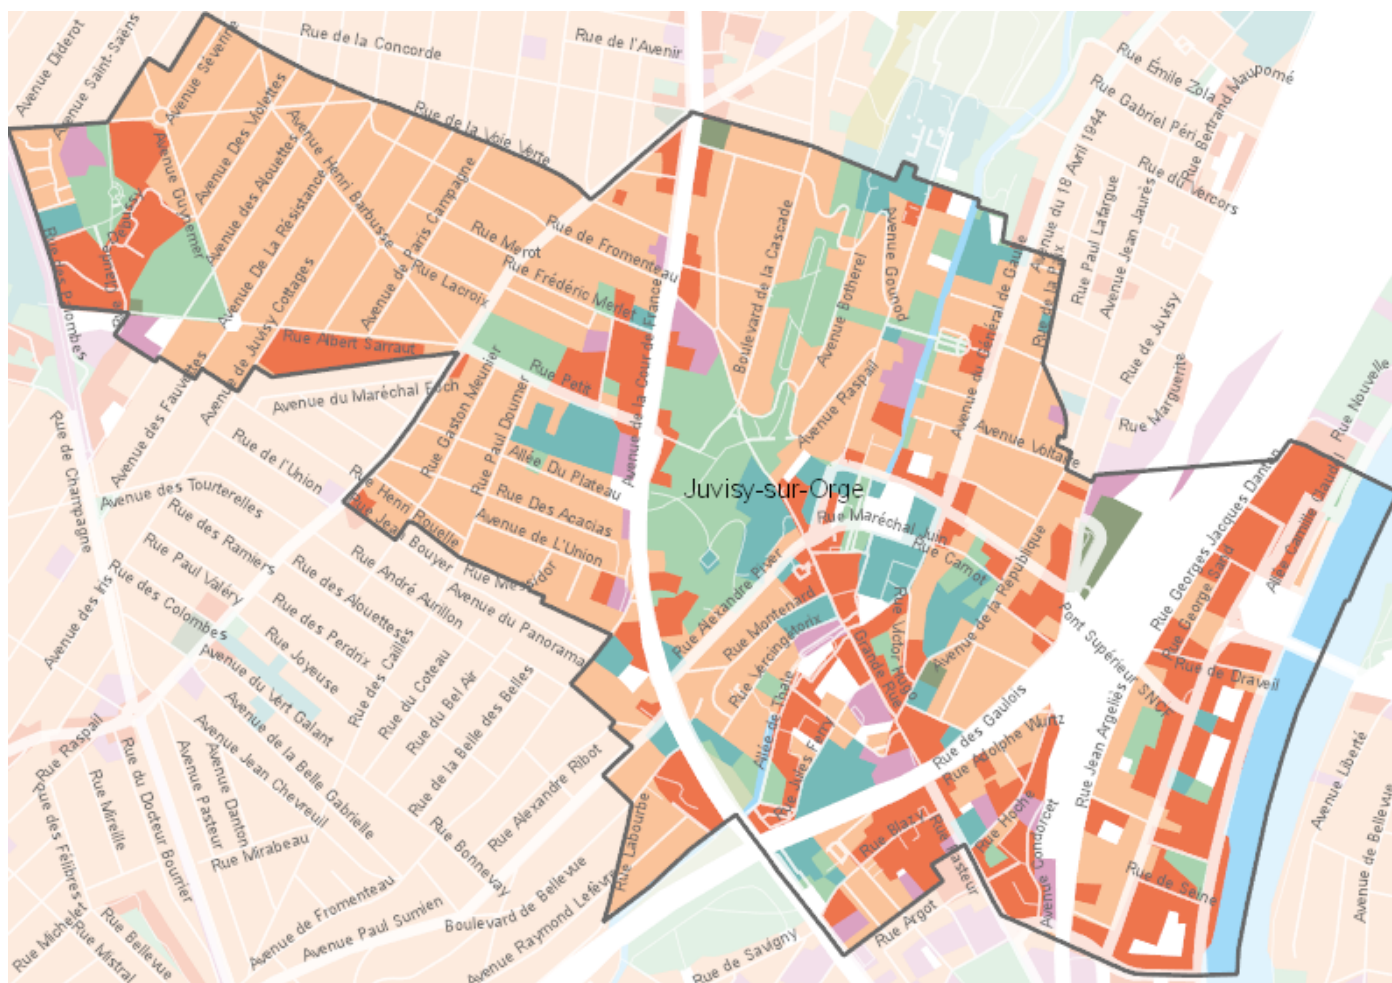 Avenue Diderot
Avenue Saint-Saëns
Avenue Séverine
Rue de la Concorde
Rue de l'Avenir
Rue Émile Zola
Rue Bertrand Maupomé
Rue Gabriel Péri
Avenue Des Violettes
Avenue Henri Barbusse
Rue de la Voie Verte
Avenue du 18 Avril 1944
Rue du Vercors
Avenue Guynemer
Avenue des Alouettes
Avenue De La Résistance
Avenue de Paris Campagne
Rue Paul Lafargue
Avenue Jean Jaurès
Debussy
Rue Merot
Rue de Fromenteau
Boulevard de la Cascade
Avenue Gounod
Rue de la Paix
Rue des Palombes
Rue Lacroix
Rue Frédéric Merlet
Avenue Botherel
Avenue du Général de Gaulle
Rue de Juvisy
Avenue de Juvisy Cottages
Rue Albert Sarraut
Avenue de la Cour de France
Avenue des Fauvettes
Rue Gaston Meunier
Rue Petit
Avenue Raspail
Rue Marguerite
Rue Nouvelle
Avenue du Maréchal Foch
Rue Paul Doumer
Avenue Voltaire
Rue de Champagne
Rue de l'Union
Allée Du Plateau
Juvisy-sur-Orge
Rue Georges Jacques Danton
Allée Camille Claudel
Avenue des Tourterelles
Rue Henri Rouelle
Rue Des Acacias
Rue Maréchal Juin
Rue des Ramiers
Rue Jean Bouyer
Avenue de L'Union
Rue Carnot
Rue George Sand
Rue Paul Valéry
Rue André Aurillon
Rue Messidor
Rue Alexandre Piver
Avenue de la République
Avenue des Iris
Rue des Colombes
Rue des Alouettes
Avenue du Panorama
Rue Montenard
Rue Victor Hugo
Pont Supérieur SNCF
Rue des Perdrix
Rue Vercingétorix
Grande Rue
Rue de Draveil
Rue Joyeuse
Rue des Cailles
Rue du Coteau
Avenue du Vert Galant
Rue du Bel Air
Rue de la Belle des Belles
Allée de Thale
Rue des Gaulois
Rue Raspail
Avenue de la Belle Gabrielle
Rue Jules Ferry
Rue Adolphe Wurtz
Rue Jean Argeliès
Avenue Liberté
Rue du Docteur Bourrier
Avenue Pasteur
Avenue Danton
Avenue Jean Chevreuil
Rue Alexandre Ribot
Rue Mireille
Rue des Félibres
Rue Mirabeau
Rue Bonnevay
Rue Labourbe
Rue Blazy
Rue Pasteur
Rue Hoche
Avenue Condorcet
Rue de Seine
Avenue de Bellevue
Rue Michelet
Rue Bellevue
Rue Mistral
Avenue de Fromenteau
Avenue Paul Sumien
Boulevard de Bellevue
Avenue Raymond Lefèvre
Rue Argot
Rue de Savigny